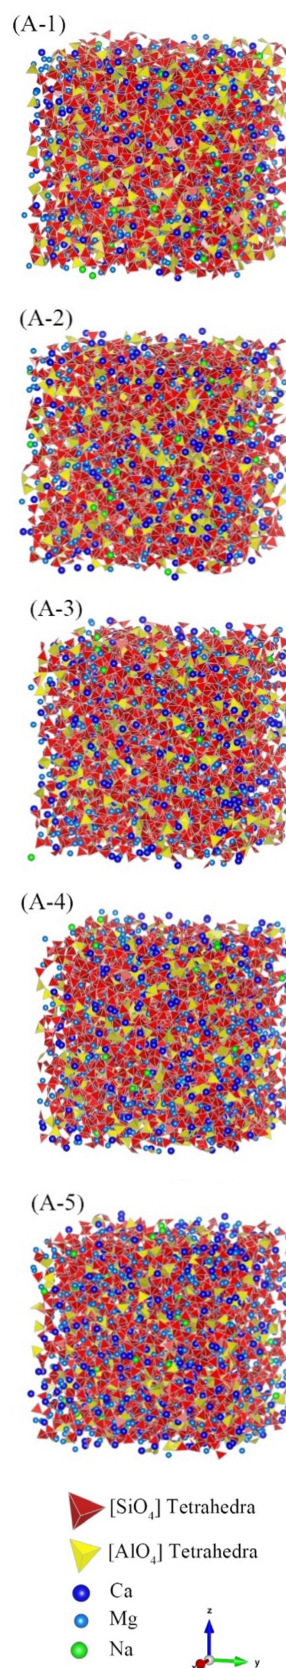 (A-1)
(A-2)
(A-3)
(A-4)
(A-5)
[SiO₄] Tetrahedra
[AlO₄] Tetrahedra
Ca
Mg
Na
z
y